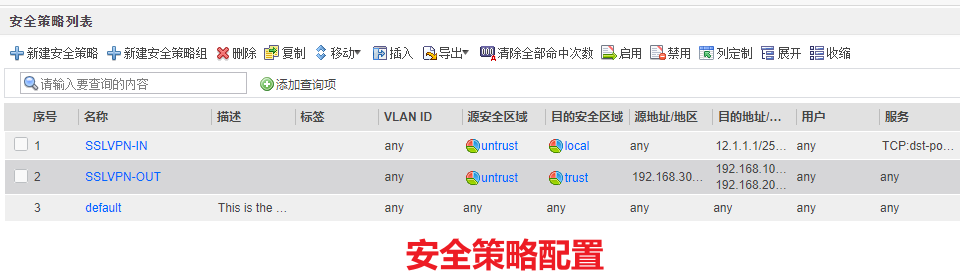 安全策略列表
新建安全策略 新建安全策略组 删除 复制 移动 插入 导出 清除全部命中次数 启用 禁用 列定制 展开 收缩
请输入要查询的内容 添加查询项
序号 名称 描述 标签 VLAN ID 源安全区域 目的安全区域 源地址/地区 目的地址/... 用户 服务
1 SSLVPN-IN any untrust local any 12.1.1.1/25... any TCP:dst-po...
2 SSLVPN-OUT any untrust trust 192.168.30... 192.168.10... any any
192.168.20...
3 default This is the ... any any any any any any any
安全策略配置